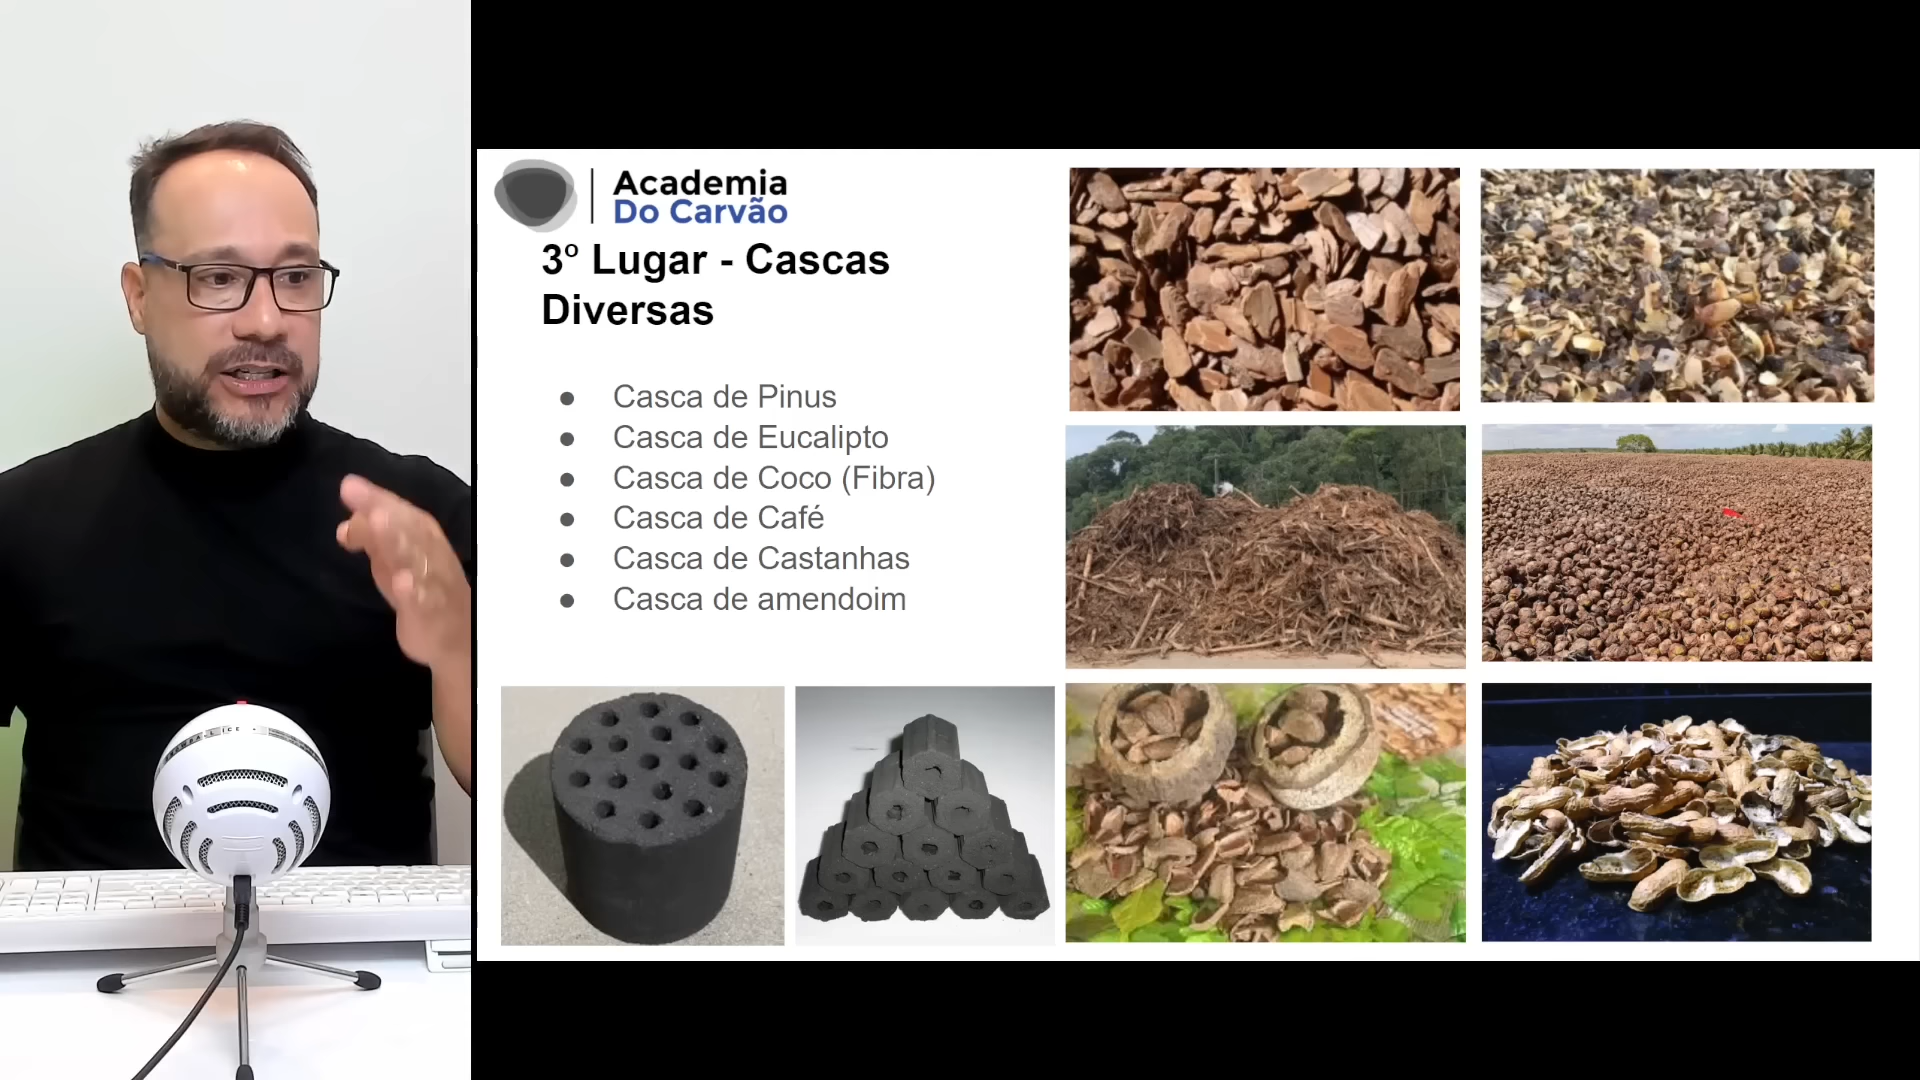 Academia
Do Carvão
3º Lugar - Cascas
Diversas
● Casca de Pinus
● Casca de Eucalipto
● Casca de Coco (Fibra)
● Casca de Café
● Casca de Castanhas
● Casca de amendoim